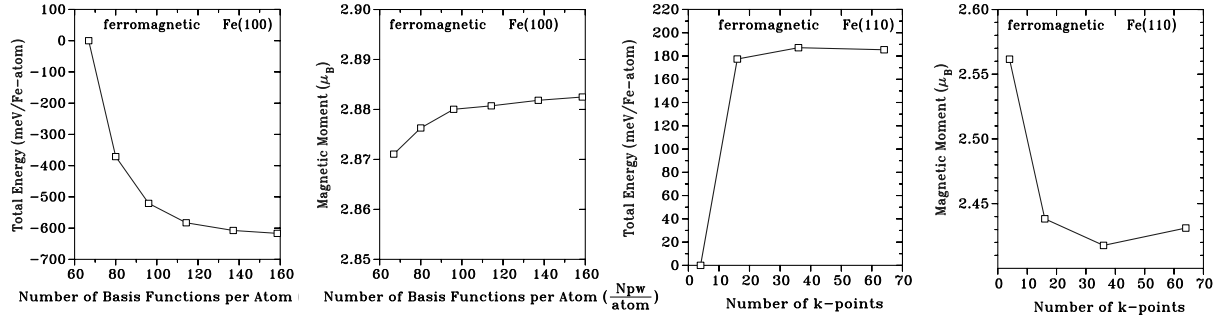 ferromagnetic Fe(100)
Total Energy (meV/Fe-atom)
100
0
-100
-200
-300
-400
-500
-600
-700
60 80 100 120 140 160
Number of Basis Functions per Atom (
ferromagnetic Fe(100)
Magnetic Moment (μB)
2.90
2.89
2.88
2.87
2.86
2.85
60 80 100 120 140 160
Number of Basis Functions per Atom (Npw/atom)
ferromagnetic Fe(110)
Total Energy (meV/Fe-atom)
220
200
180
160
140
120
100
80
60
40
20
0
0 10 20 30 40 50 60 70
Number of k-points
ferromagnetic Fe(110)
Magnetic Moment (μB)
2.60
2.55
2.50
2.45
2.40
0 10 20 30 40 50 60 70
Number of k-points